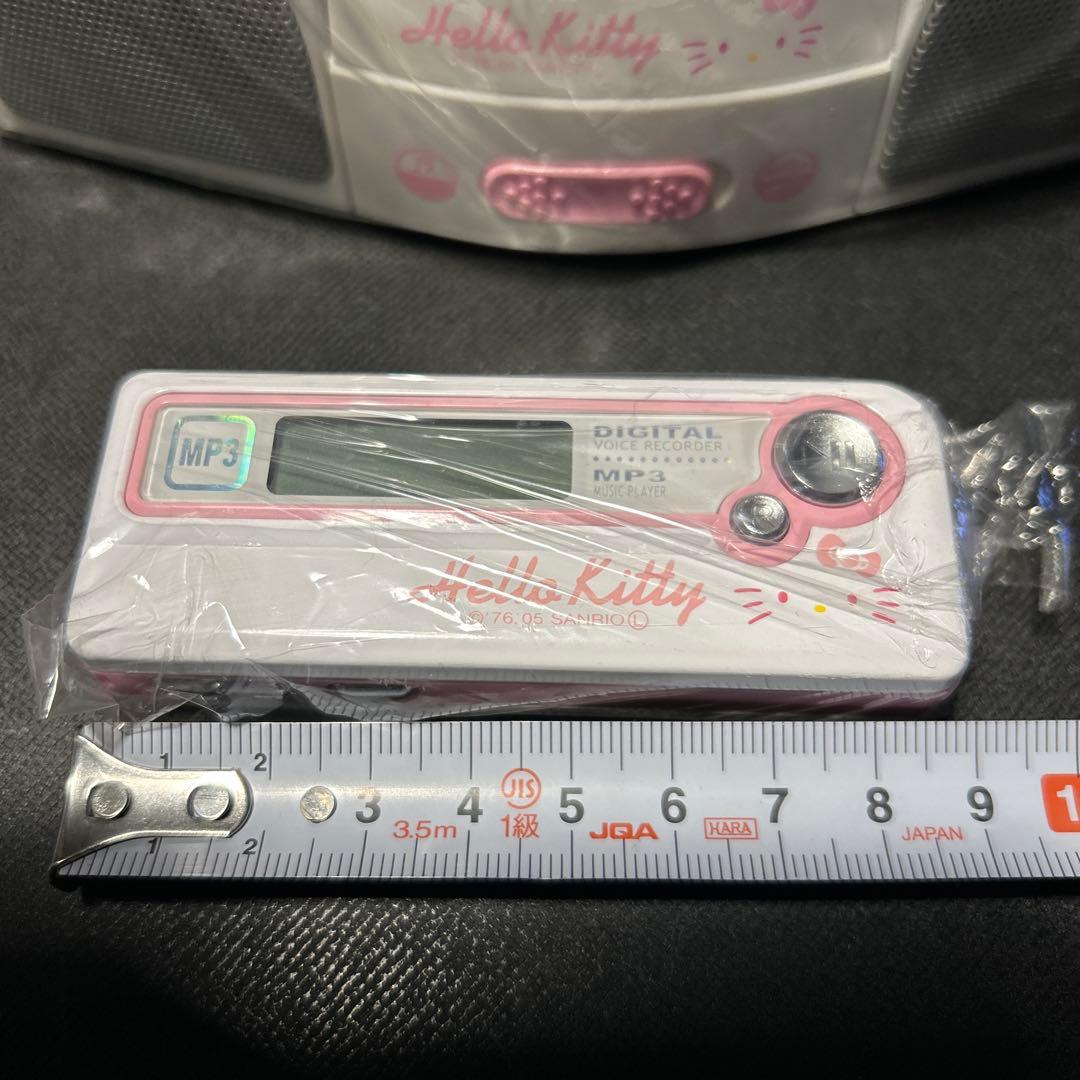 Hello Kitty
MP3
DIGITAL
VOICE RECORDER
MP3
MUSIC PLAYER
Hello Kitty
©'76,'05 SANRIO Ⓛ
1 2 3 4 5 6 7 8 9 1
3.5m JIS 1級 JQA HARA JAPAN
1 2